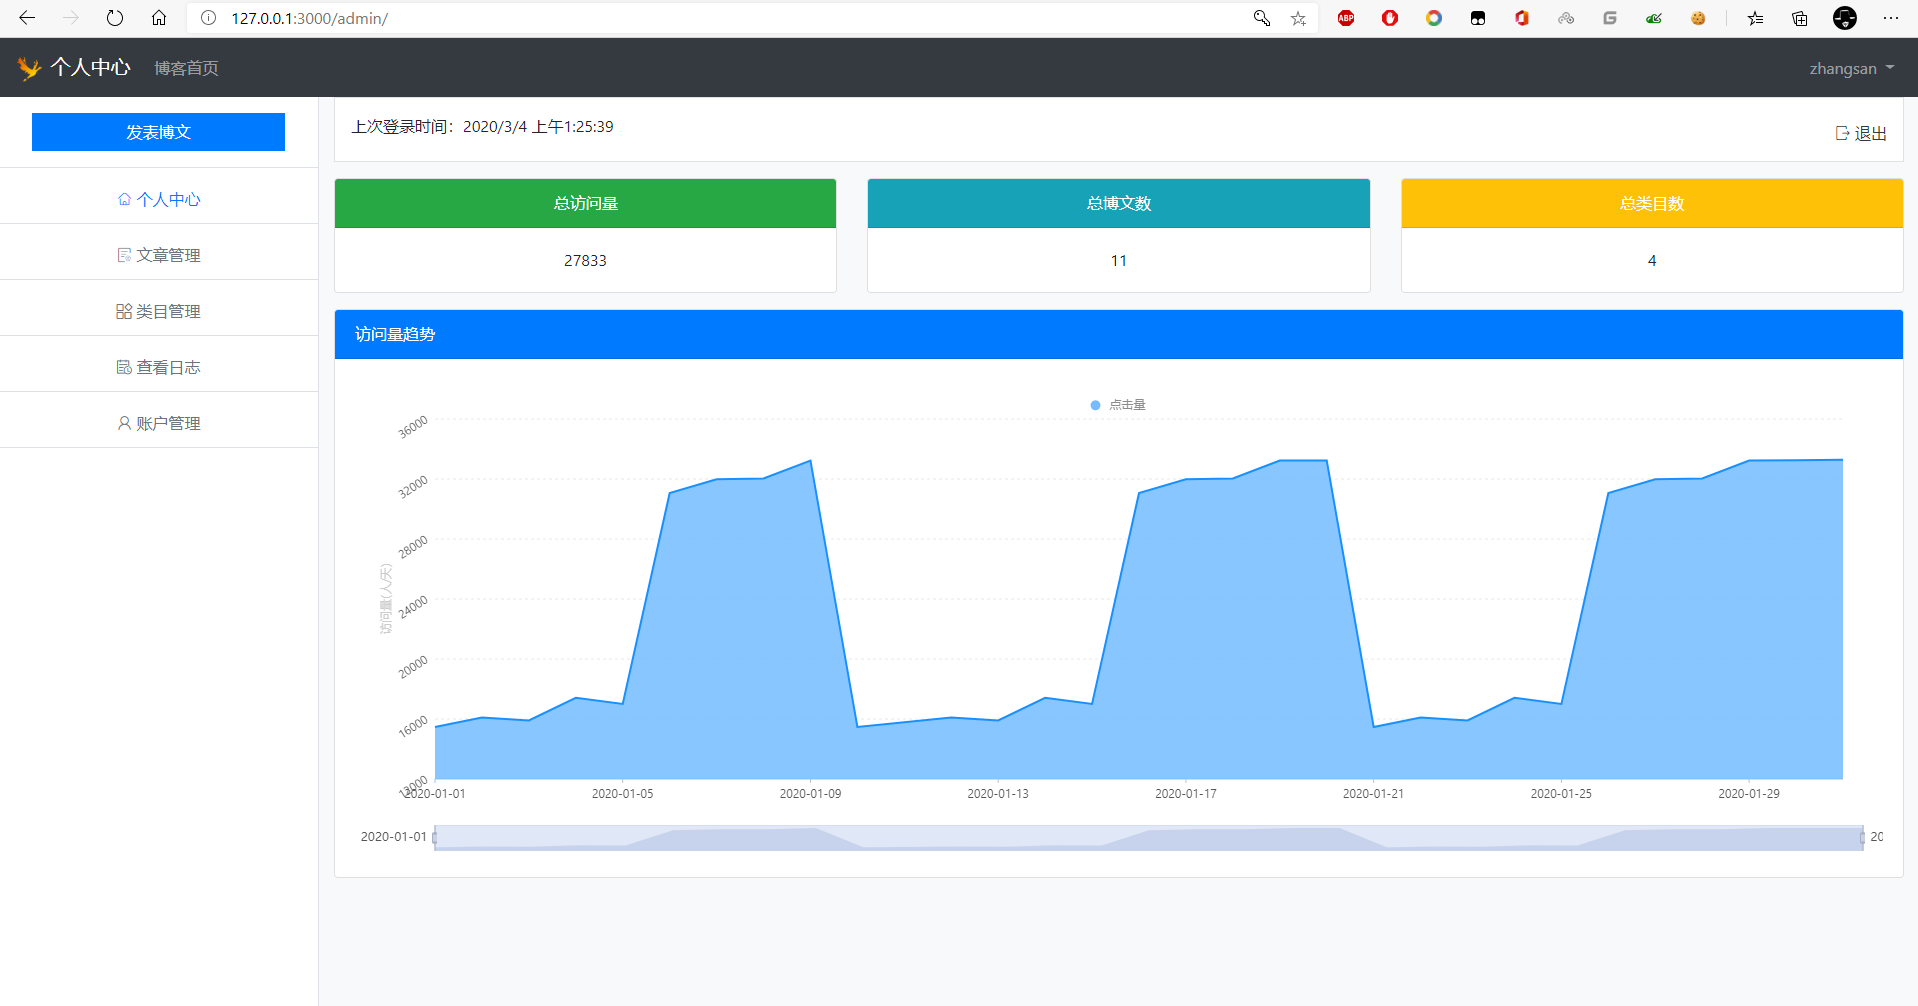 127.0.0.1:3000/admin/
ABP
个人中心 博客首页
zhangsan
发表博文
个人中心
文章管理
类目管理
查看日志
账户管理
上次登录时间：2020/3/4 上午1:25:39
退出
总访问量
27833
总博文数
11
总类目数
4
访问量趋势
点击量
访问量(人/天)
36000
32000
28000
24000
20000
16000
12000
2020-01-01 2020-01-05 2020-01-09 2020-01-13 2020-01-17 2020-01-21 2020-01-25 2020-01-29
2020-01-01
20